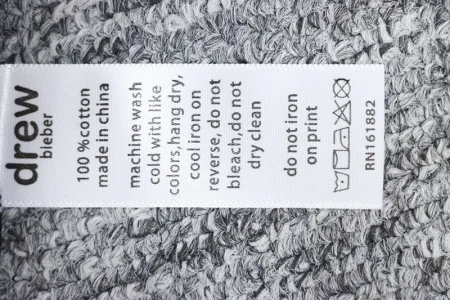 drew
bieber
100 %cotton
made in china
machine wash
cold with like
colors,hang dry,
cool iron on
reverse, do not
bleach,do not
dry clean
do not iron
on print
RN161882